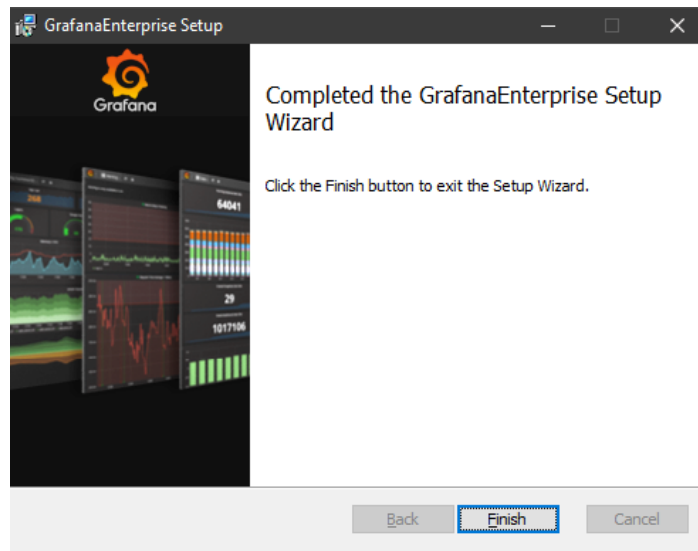 GrafanaEnterprise Setup
Grafana
Completed the GrafanaEnterprise Setup
Wizard
Click the Finish button to exit the Setup Wizard.
268
64041
29
1017106
Back
Finish
Cancel